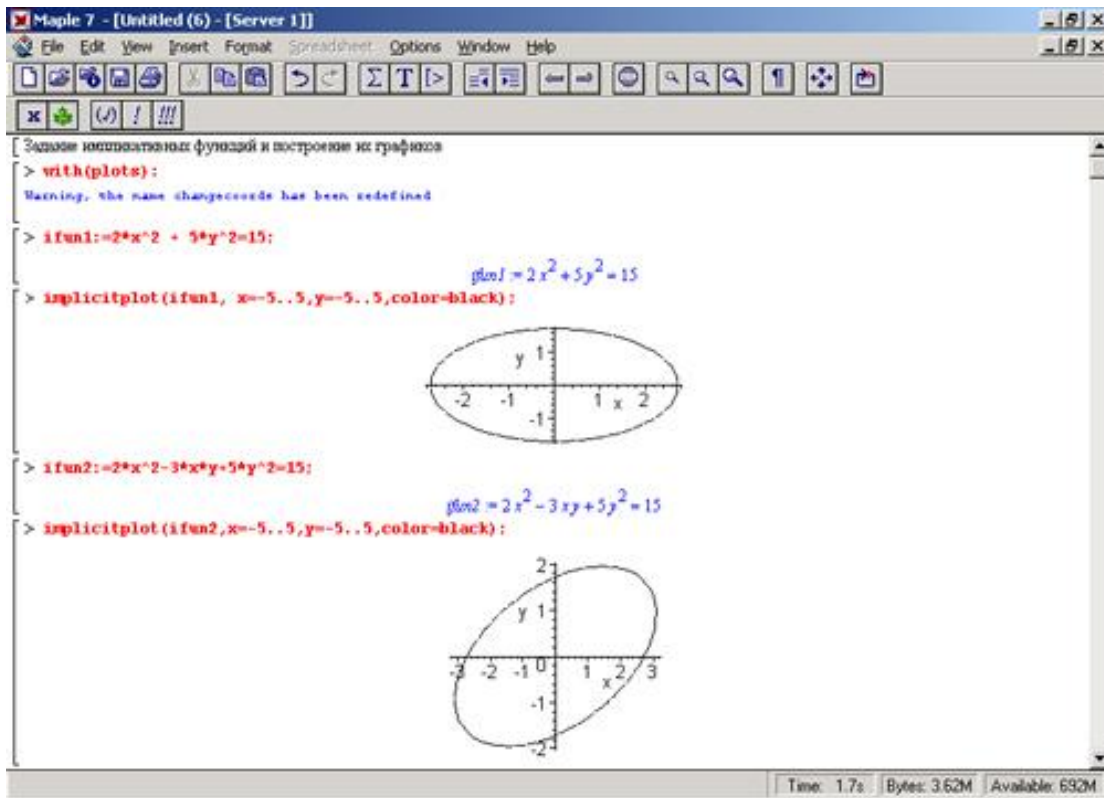 Maple 7 - [Untitled (6) - [Server 1]]
File Edit View Insert Format Spreadsheet Options Window Help
Σ T [> ¶
x (√) ! !!!
[ Задание импликативных функций и построение их графиков
> with(plots):
Warning, the name changecoords has been redefined
> ifun1:=2*x^2 + 5*y^2=15;
ifun1 := 2 x^2 + 5 y^2 = 15
> implicitplot(ifun1, x=-5..5,y=-5..5,color=black);
y 1
-2 -1 1 x 2
-1
> ifun2:=2*x^2-3*x*y+5*y^2=15;
ifun2 := 2 x^2 - 3 x y + 5 y^2 = 15
> implicitplot(ifun2,x=-5..5,y=-5..5,color=black);
2
y 1
-3 -2 -1 0 1 x 2 3
-1
-2
Time: 1.7s Bytes: 3.62M Available: 692M